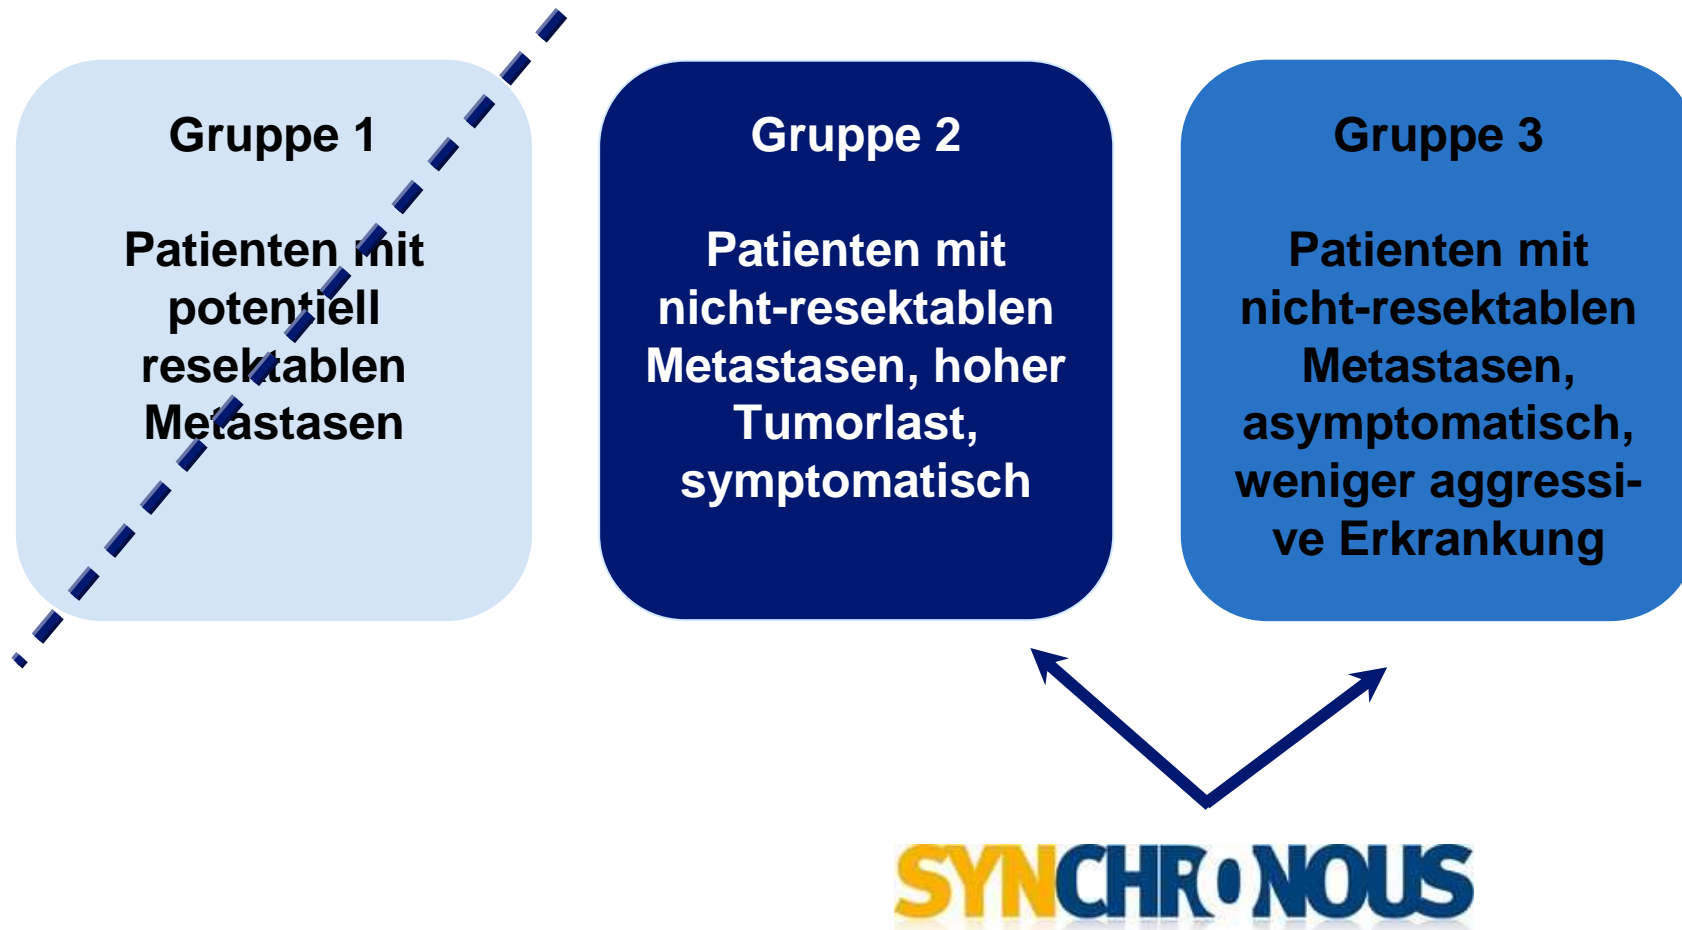 Gruppe 1
Patienten mit
potentiell
resektablen
Metastasen
Gruppe 2
Patienten mit
nicht-resektablen
Metastasen, hoher
Tumorlast,
symptomatisch
Gruppe 3
Patienten mit
nicht-resektablen
Metastasen,
asymptomatisch,
weniger aggressi-
ve Erkrankung
SYNCHRONOUS